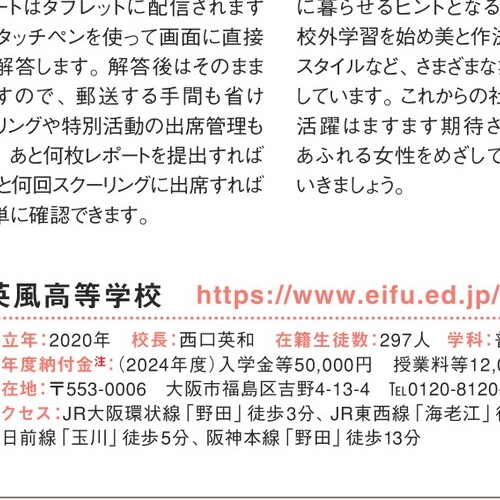 ートはタブレットに配信されます
タッチペンを使って画面に直接
解答します。解答後はそのまま
すので、郵送する手間も省け
リングや特別活動の出席管理も
あと何枚レポートを提出すれば
と何回スクーリングに出席すれば
単に確認できます。
に暮らせるヒントとなる
校外学習を始め美と作法
スタイルなど、さまざまな
しています。これからの社
活躍はますます期待さ
あふれる女性をめざして
いきましょう。
英風高等学校 https://www.eifu.ed.jp/
立年:2020年 校長:西口英和 在籍生徒数:297人 学科:
年度納付金注:(2024年度)入学金等50,000円 授業料等12,0
在地:〒553-0006 大阪市福島区吉野4-13-4 ℡0120-8120-
クセス:JR大阪環状線「野田」徒歩3分、JR東西線「海老江」
日前線「玉川」徒歩5分、阪神本線「野田」徒歩13分